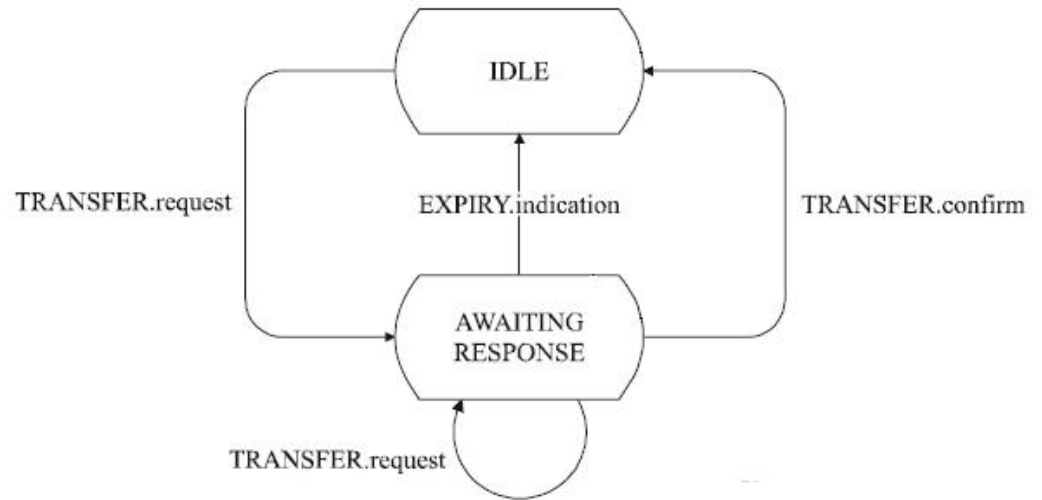 IDLE
TRANSFER.request
EXPIRY.indication
TRANSFER.confirm
AWAITING
RESPONSE
TRANSFER.request